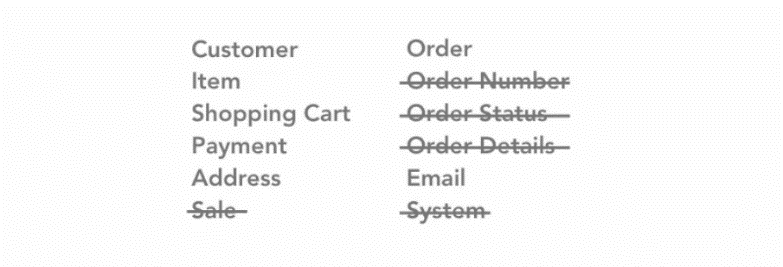 Customer
Item
Shopping Cart
Payment
Address
Sale
Order
Order Number
Order Status
Order Details
Email
System